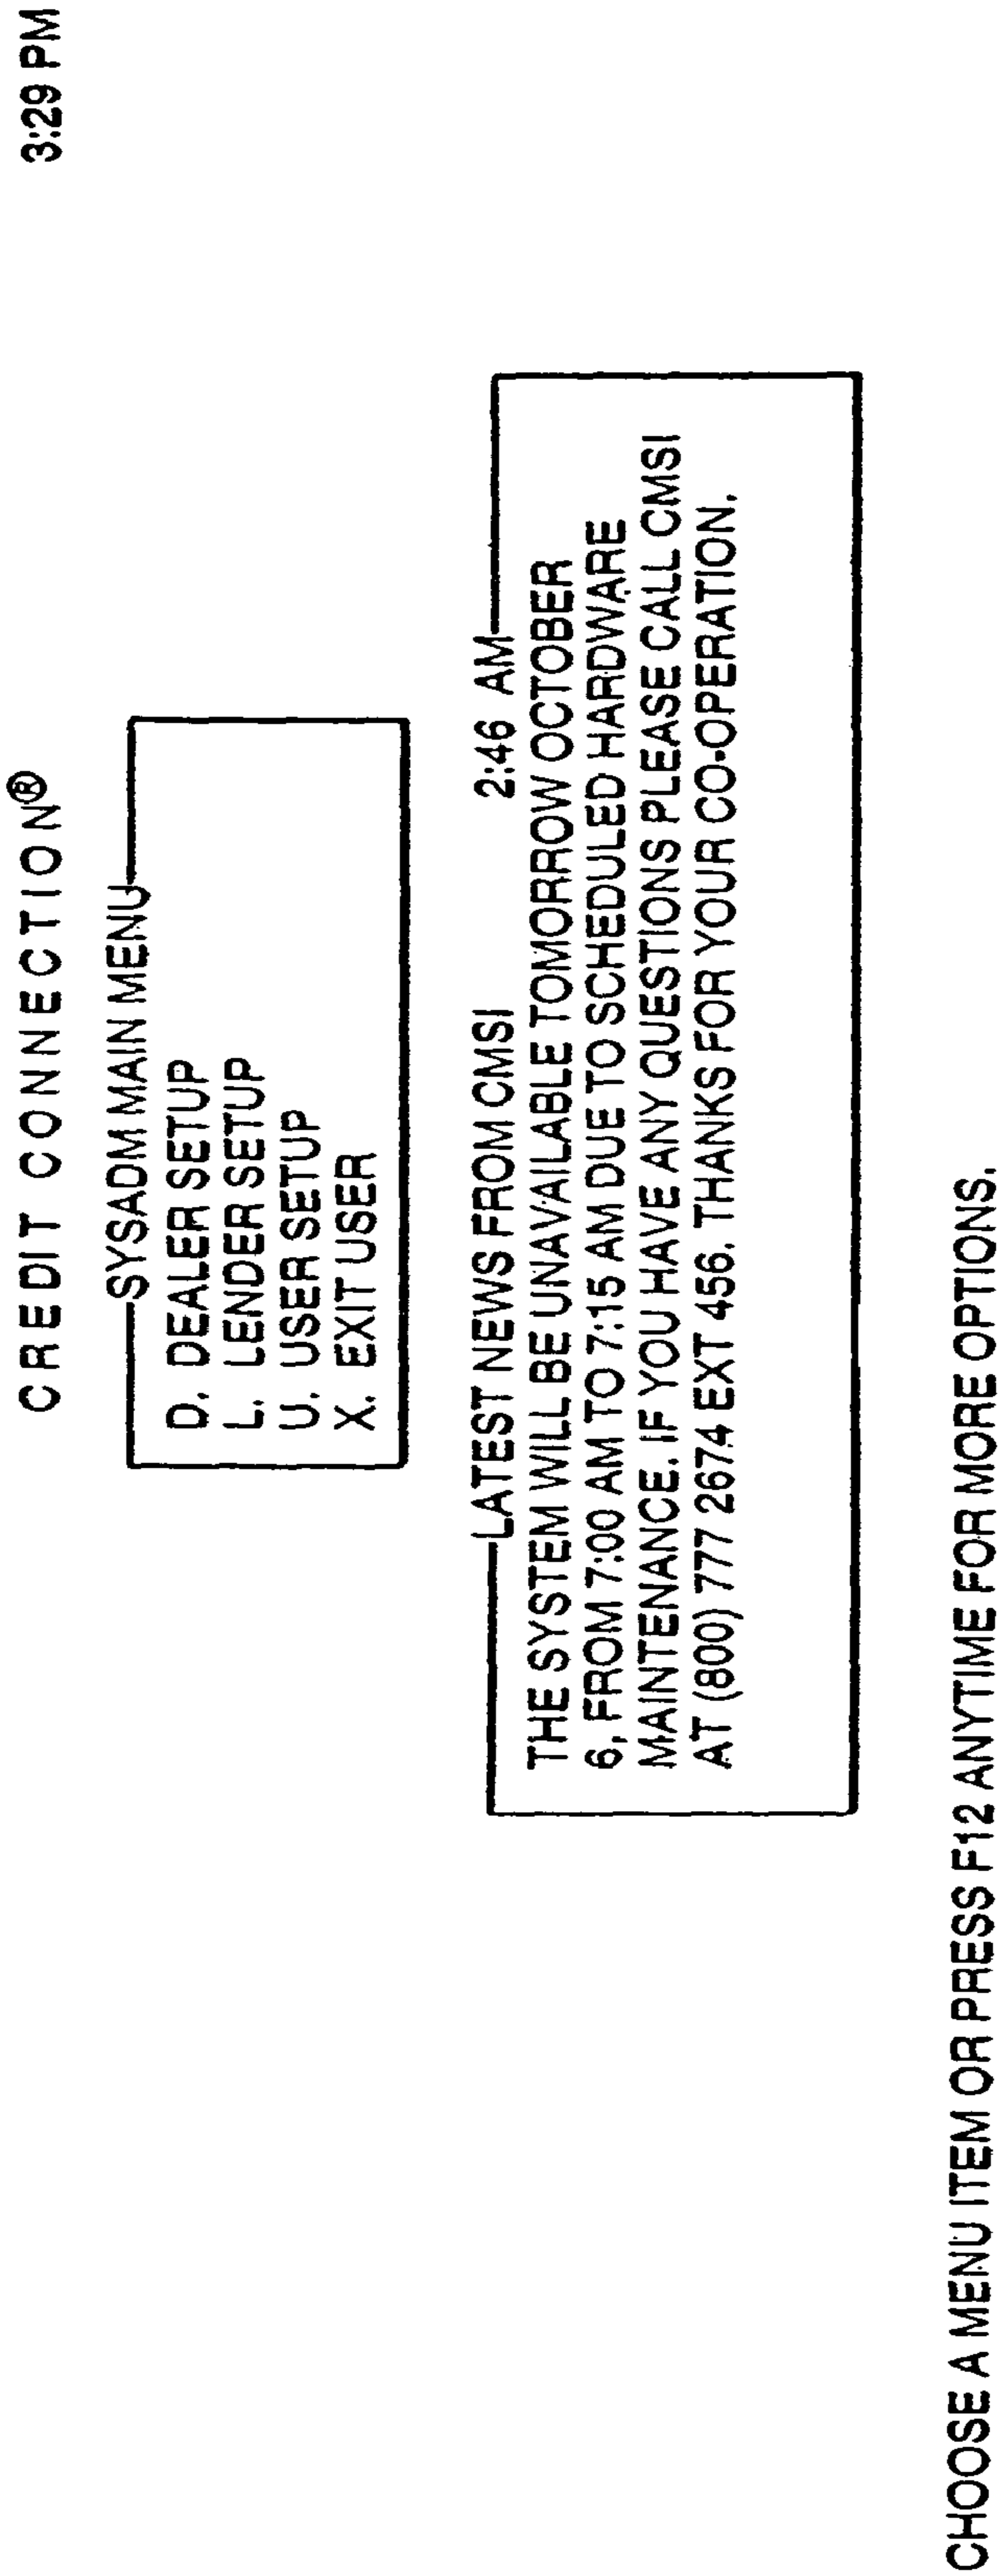 CREDIT CONNECTION® 3:29 PM
SYSADM MAIN MENU
D. DEALER SETUP
L. LENDER SETUP
U. USER SETUP
X. EXIT USER
LATEST NEWS FROM CMSI 2:46 AM
THE SYSTEM WILL BE UNAVAILABLE TOMORROW OCTOBER
6, FROM 7:00 AM TO 7:15 AM DUE TO SCHEDULED HARDWARE
MAINTENANCE. IF YOU HAVE ANY QUESTIONS PLEASE CALL CMSI
AT (800) 777 2674 EXT 456. THANKS FOR YOUR CO-OPERATION.
CHOOSE A MENU ITEM OR PRESS F12 ANYTIME FOR MORE OPTIONS.